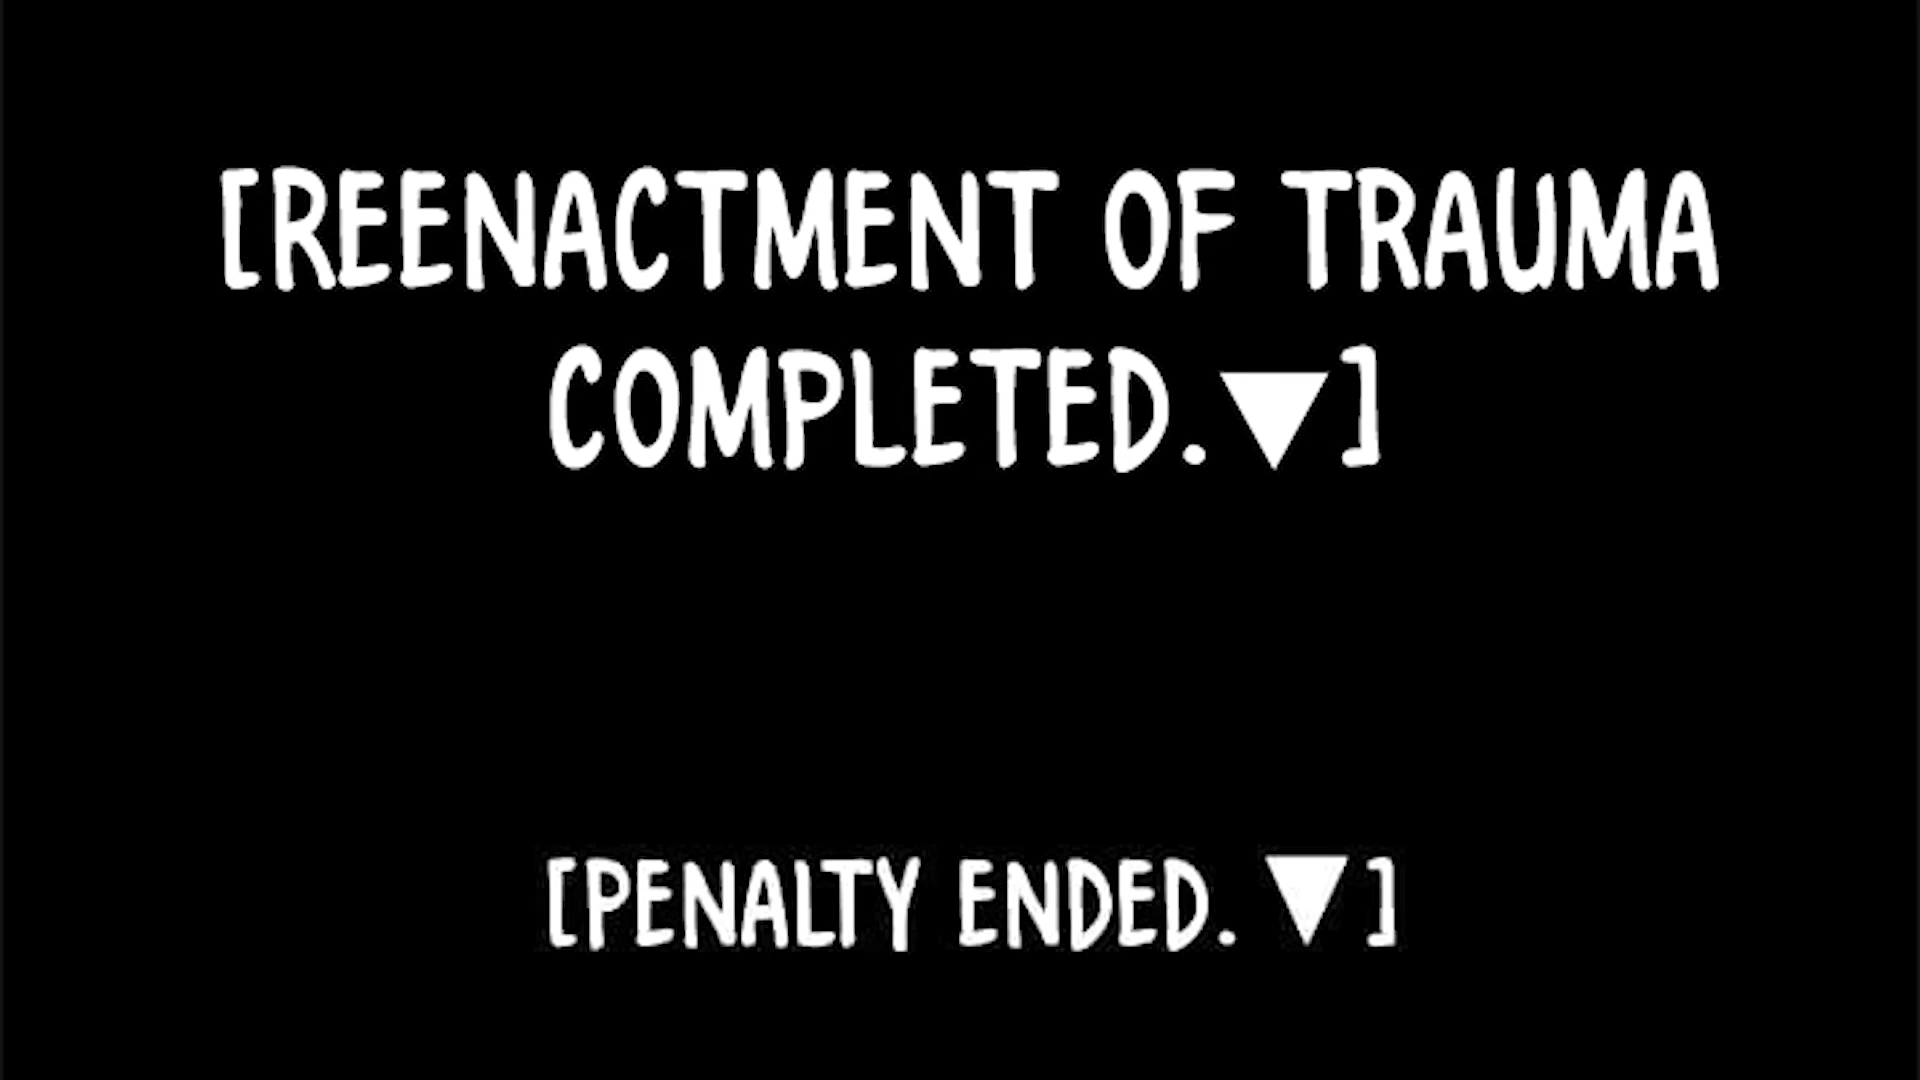 [REENACTMENT OF TRAUMA
COMPLETED.▼]
[PENALTY ENDED. ▼]